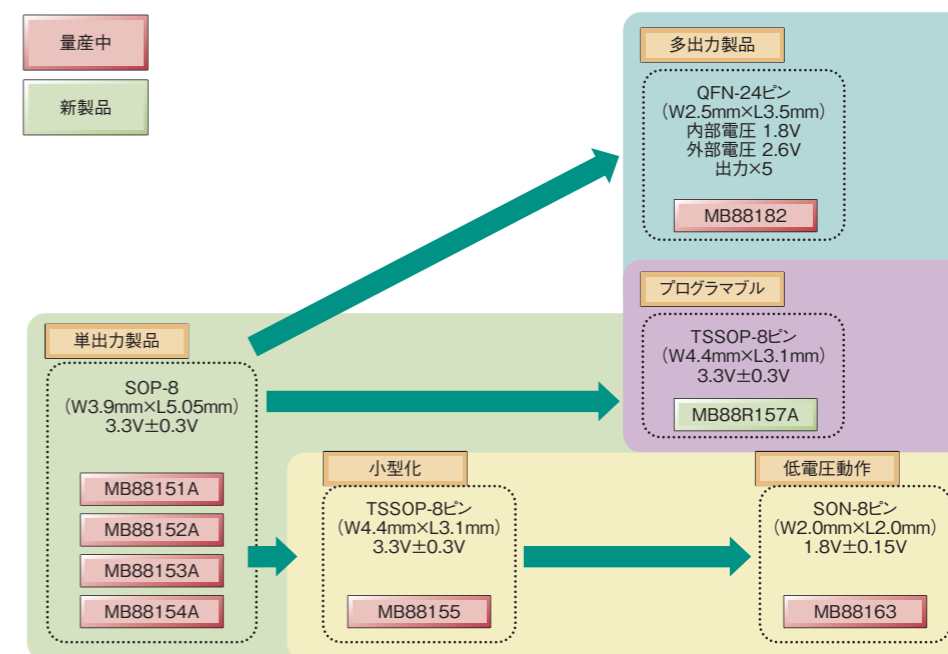 量産中
新製品
多出力製品
QFN-24ピン
(W2.5mm×L3.5mm)
内部電圧 1.8V
外部電圧 2.6V
出力×5
MB88182
プログラマブル
TSSOP-8ピン
(W4.4mm×L3.1mm)
3.3V±0.3V
MB88R157A
単出力製品
SOP-8
(W3.9mm×L5.05mm)
3.3V±0.3V
MB88151A
MB88152A
MB88153A
MB88154A
小型化
TSSOP-8ピン
(W4.4mm×L3.1mm)
3.3V±0.3V
MB88155
低電圧動作
SON-8ピン
(W2.0mm×L2.0mm)
1.8V±0.15V
MB88163